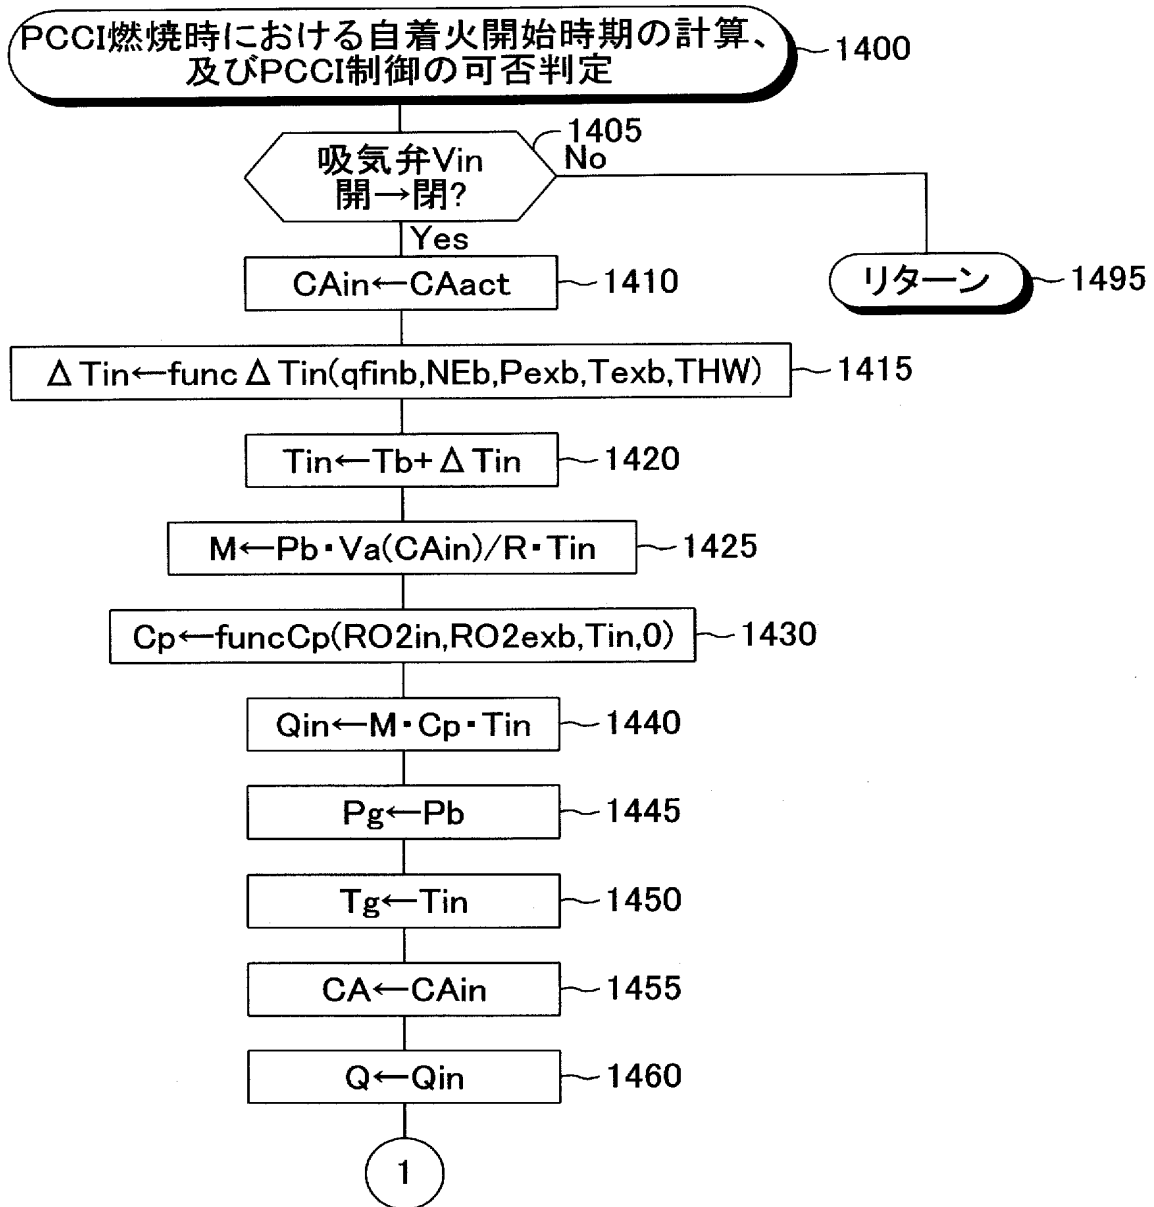 PCCI燃焼時における自着火開始時期の計算、
及びPCCI制御の可否判定
1400
1405
吸気弁Vin
開→閉?
No
Yes
CAin←CAact
1410
リターン
1495
ΔTin←funcΔTin(qfinb,NEb,Pexb,Texb,THW)
1415
Tin←Tb+ΔTin
1420
M←Pb・Va(CAin)/R・Tin
1425
Cp←funcCp(RO2in,RO2exb,Tin,0)
1430
Qin←M・Cp・Tin
1440
Pg←Pb
1445
Tg←Tin
1450
CA←CAin
1455
Q←Qin
1460
1